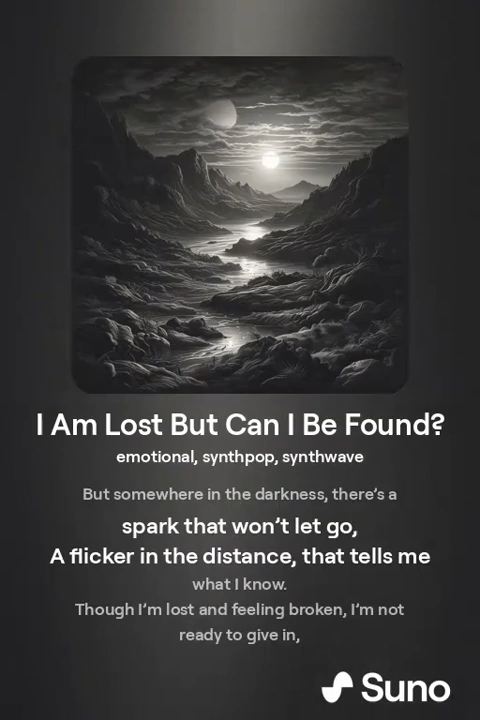 I Am Lost But Can I Be Found?
emotional, synthpop, synthwave
But somewhere in the darkness, there’s a
spark that won’t let go,
A flicker in the distance, that tells me
what I know.
Though I’m lost and feeling broken, I’m not
ready to give in,
Suno